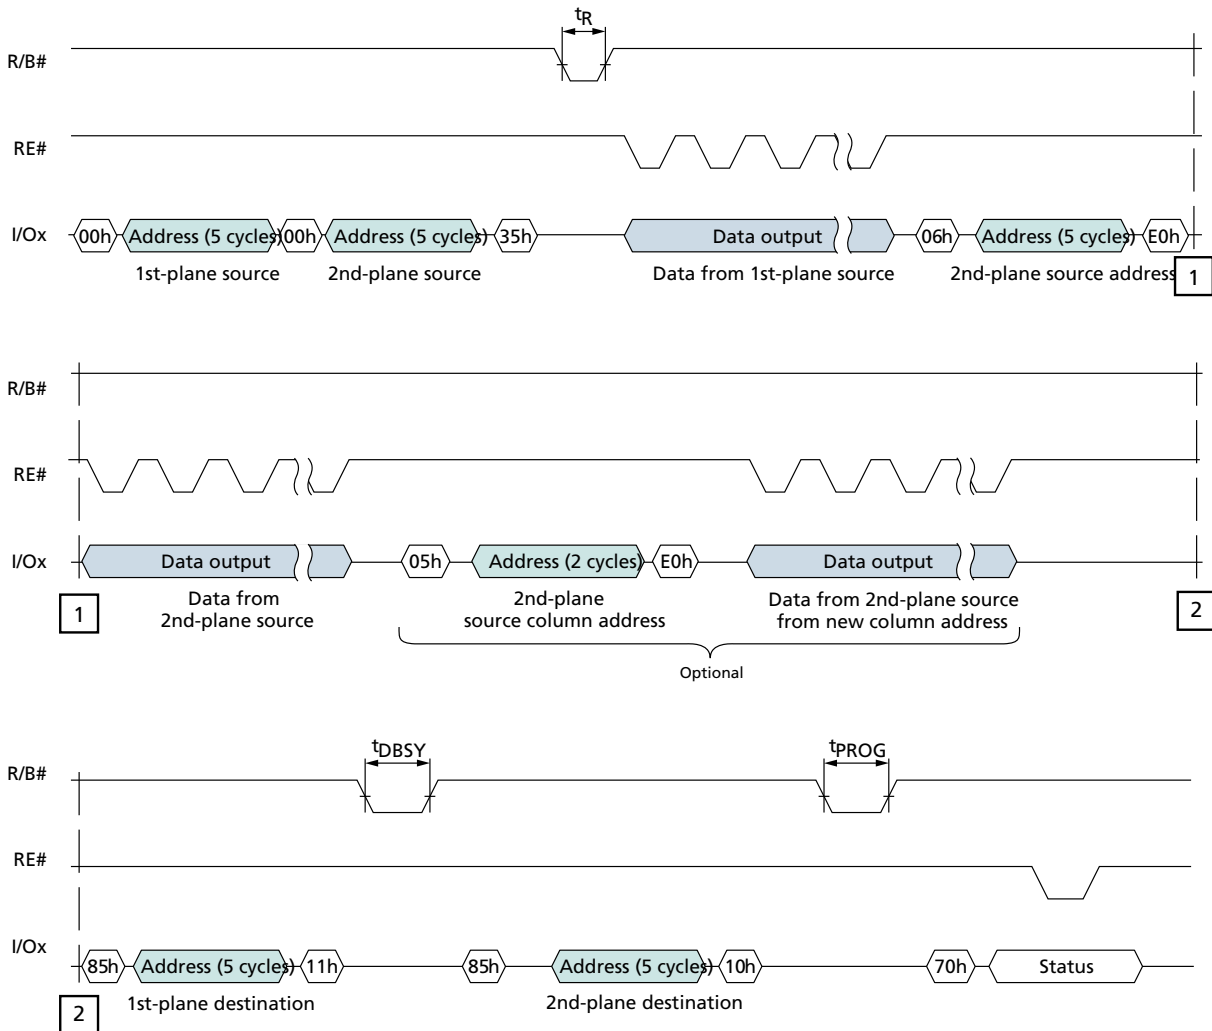 tR
R/B#
RE#
I/Ox 00h Address (5 cycles) 00h Address (5 cycles) 35h Data output 06h Address (5 cycles) E0h
1st-plane source 2nd-plane source Data from 1st-plane source 2nd-plane source address 1
R/B#
RE#
I/Ox Data output 05h Address (2 cycles) E0h Data output
1 Data from 2nd-plane Data from 2nd-plane source 2
2nd-plane source source column address from new column address
Optional
tDBSY tPROG
R/B#
RE#
I/Ox 85h Address (5 cycles) 11h 85h Address (5 cycles) 10h 70h Status
2 1st-plane destination 2nd-plane destination